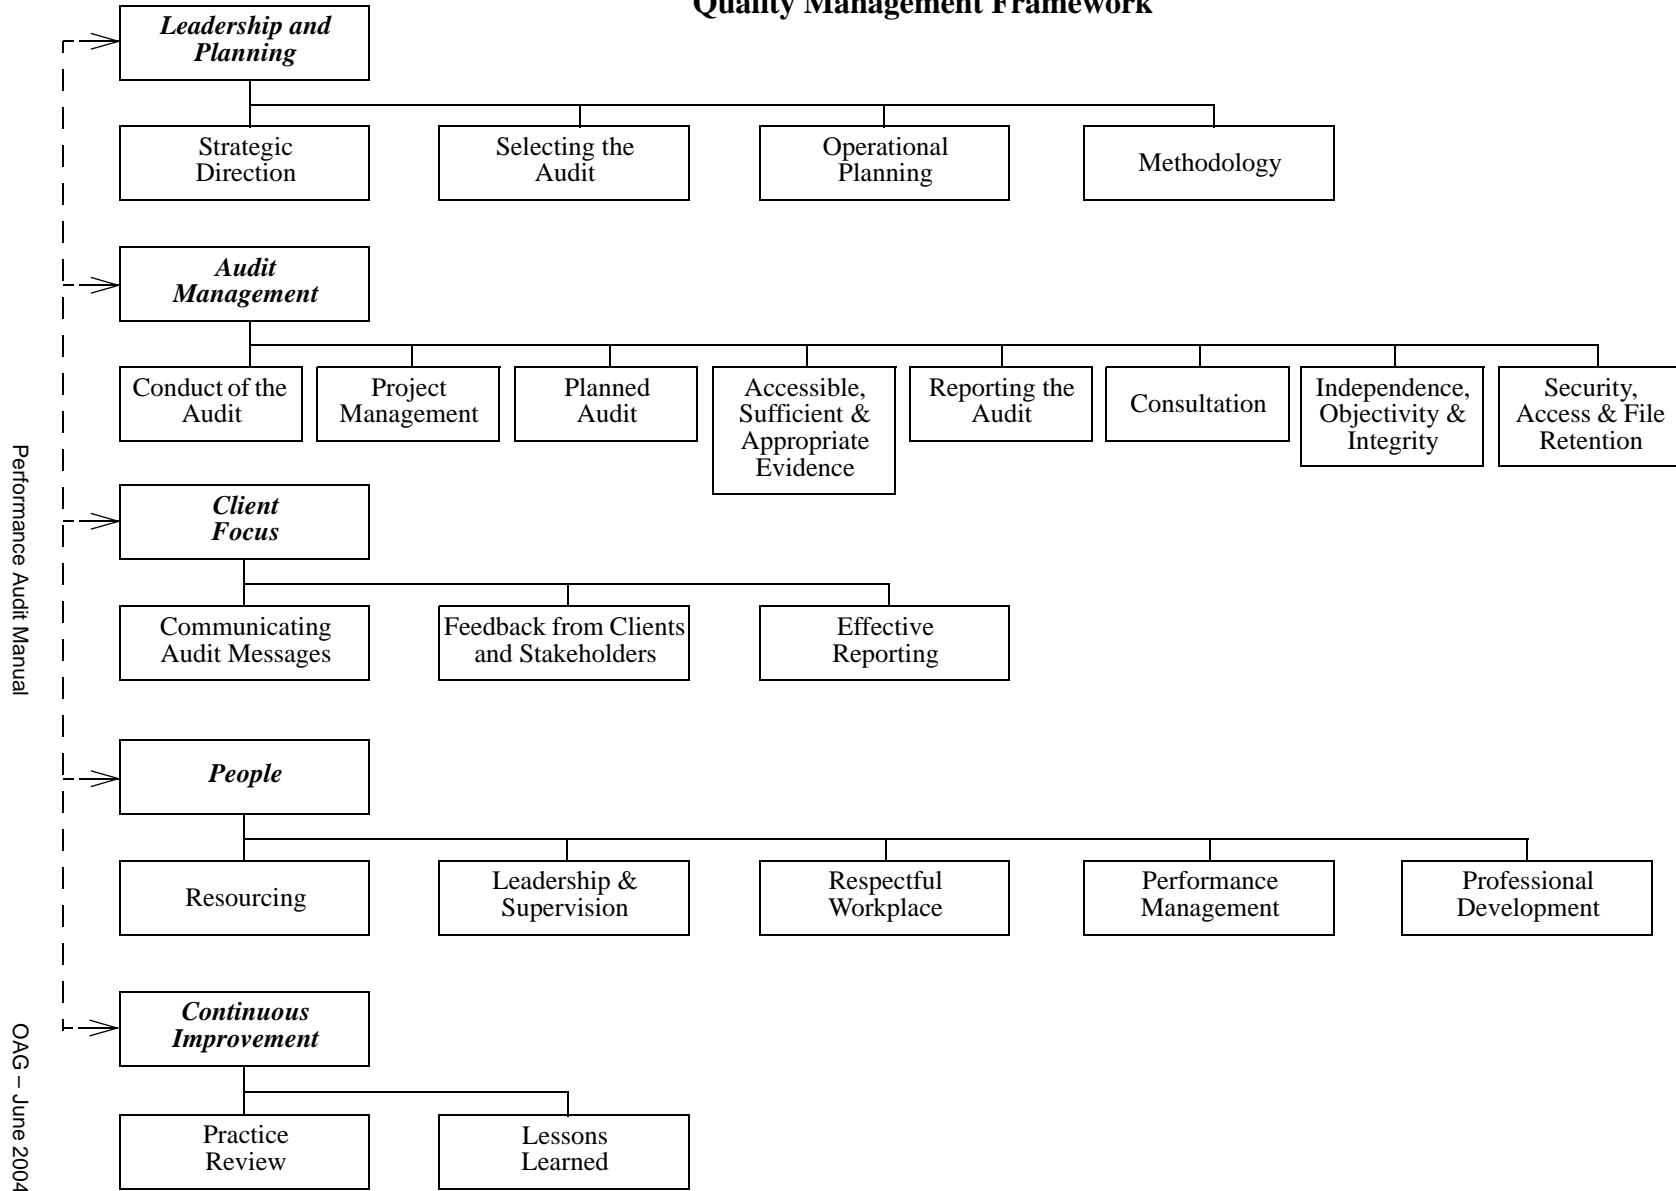 Quality Management Framework
Leadership and
Planning
Strategic
Direction
Selecting the
Audit
Operational
Planning
Methodology
Audit
Management
Conduct of the
Audit
Project
Management
Planned
Audit
Accessible,
Sufficient &
Appropriate
Evidence
Reporting the
Audit
Consultation
Independence,
Objectivity &
Integrity
Security,
Access & File
Retention
Client
Focus
Communicating
Audit Messages
Feedback from Clients
and Stakeholders
Effective
Reporting
People
Resourcing
Leadership &
Supervision
Respectful
Workplace
Performance
Management
Professional
Development
Continuous
Improvement
Practice
Review
Lessons
Learned
Performance Audit Manual
OAG – June 2004